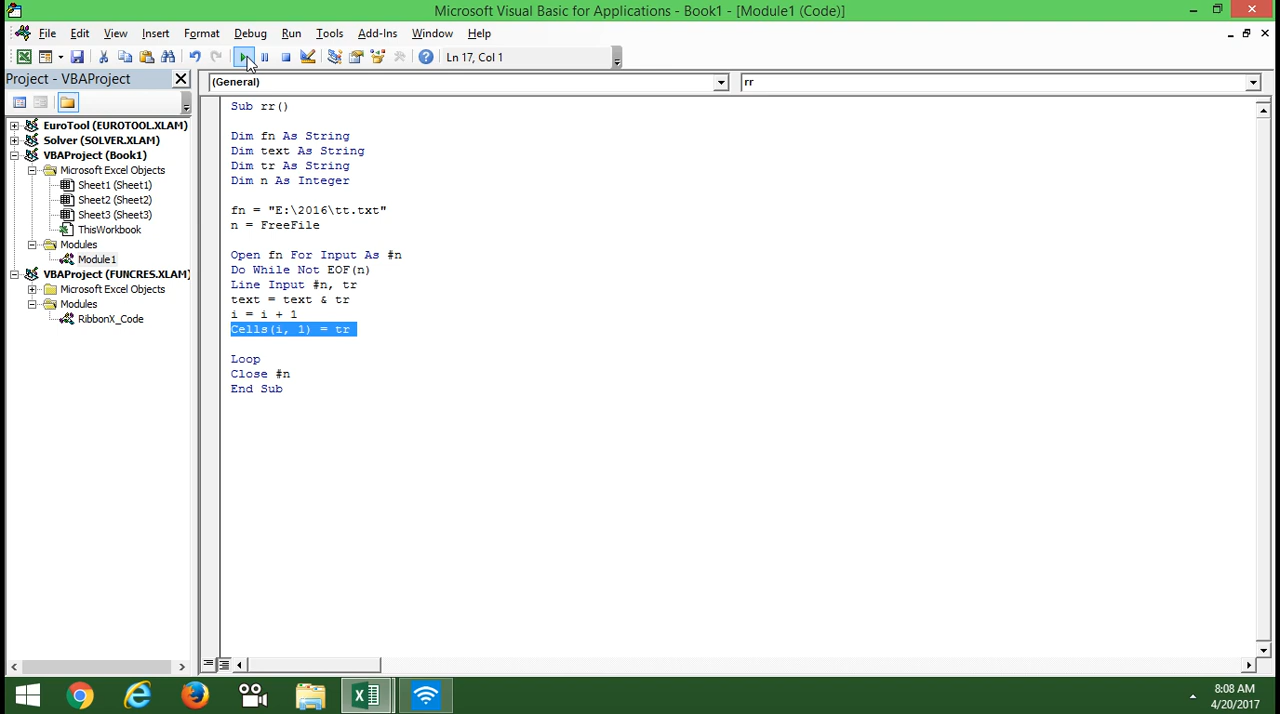 Microsoft Visual Basic for Applications - Book1 - [Module1 (Code)]
File Edit View Insert Format Debug Run Tools Add-Ins Window Help
Ln 17, Col 1
Project - VBAProject
(General)
rr
EuroTool (EUROTOOL.XLAM)
Solver (SOLVER.XLAM)
VBAProject (Book1)
Microsoft Excel Objects
Sheet1 (Sheet1)
Sheet2 (Sheet2)
Sheet3 (Sheet3)
ThisWorkbook
Modules
Module1
VBAProject (FUNCRES.XLAM)
Microsoft Excel Objects
Modules
RibbonX_Code
Sub rr()
Dim fn As String
Dim text As String
Dim tr As String
Dim n As Integer
fn = "E:\2016\tt.txt"
n = FreeFile
Open fn For Input As #n
Do While Not EOF(n)
Line Input #n, tr
text = text & tr
i = i + 1
Cells(i, 1) = tr
Loop
Close #n
End Sub
8:08 AM
4/20/2017